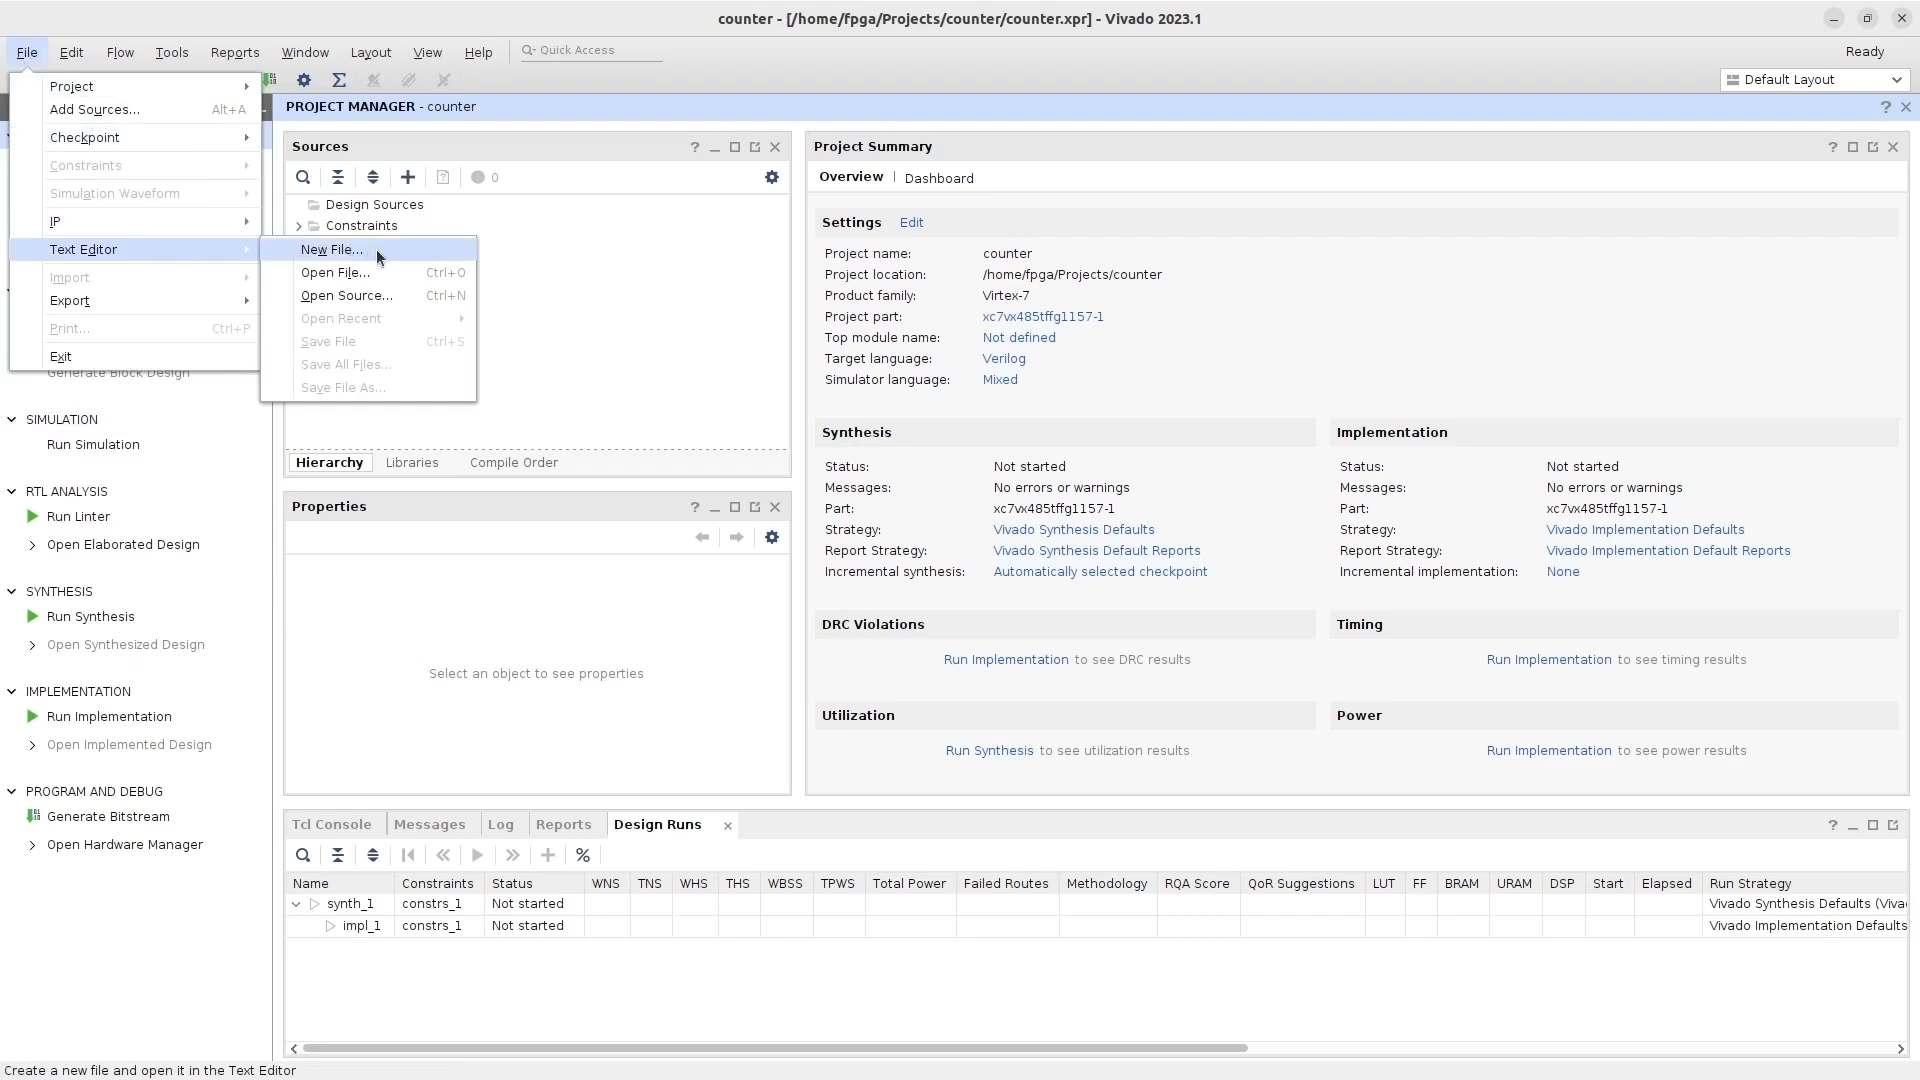 counter - [/home/fpga/Projects/counter/counter.xpr] - Vivado 2023.1
File Edit Flow Tools Reports Window Layout View Help Quick Access Ready
Default Layout
Project
Add Sources... Alt+A
Checkpoint
Constraints
Simulation Waveform
IP
Text Editor
Import
Export
Print... Ctrl+P
Exit
New File...
Open File... Ctrl+O
Open Source... Ctrl+N
Open Recent
Save File Ctrl+S
Save All Files...
Save File As...
Generate Block Design
SIMULATION
Run Simulation
RTL ANALYSIS
Run Linter
Open Elaborated Design
SYNTHESIS
Run Synthesis
Open Synthesized Design
IMPLEMENTATION
Run Implementation
Open Implemented Design
PROGRAM AND DEBUG
Generate Bitstream
Open Hardware Manager
PROJECT MANAGER - counter
Sources
0
Design Sources
Constraints
Hierarchy Libraries Compile Order
Properties
Select an object to see properties
Project Summary
Overview | Dashboard
Settings Edit
Project name: counter
Project location: /home/fpga/Projects/counter
Product family: Virtex-7
Project part: xc7vx485tffg1157-1
Top module name: Not defined
Target language: Verilog
Simulator language: Mixed
Synthesis
Status: Not started
Messages: No errors or warnings
Part: xc7vx485tffg1157-1
Strategy: Vivado Synthesis Defaults
Report Strategy: Vivado Synthesis Default Reports
Incremental synthesis: Automatically selected checkpoint
Implementation
Status: Not started
Messages: No errors or warnings
Part: xc7vx485tffg1157-1
Strategy: Vivado Implementation Defaults
Report Strategy: Vivado Implementation Default Reports
Incremental implementation: None
DRC Violations
Run Implementation to see DRC results
Timing
Run Implementation to see timing results
Utilization
Run Synthesis to see utilization results
Power
Run Implementation to see power results
Tcl Console Messages Log Reports Design Runs
Name Constraints Status WNS TNS WHS THS WBSS TPWS Total Power Failed Routes Methodology RQA Score QoR Suggestions LUT FF BRAM URAM DSP Start Elapsed Run Strategy
synth_1 constrs_1 Not started Vivado Synthesis Defaults (Viva
impl_1 constrs_1 Not started Vivado Implementation Defaults
Create a new file and open it in the Text Editor